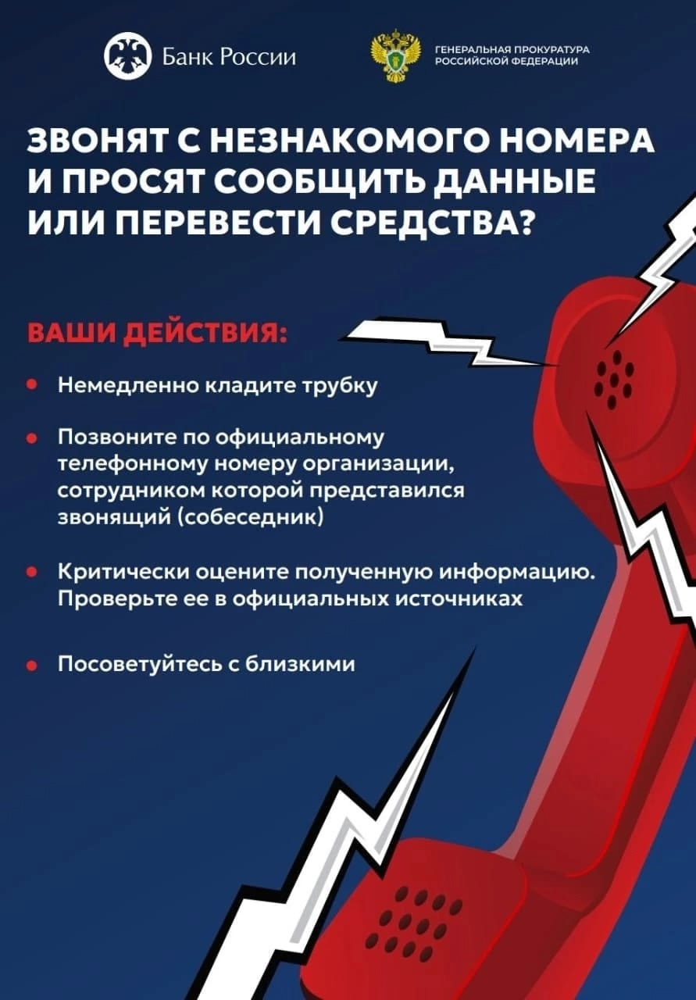 Банк России
ГЕНЕРАЛЬНАЯ ПРОКУРАТУРА
РОССИЙСКОЙ ФЕДЕРАЦИИ
ЗВОНЯТ С НЕЗНАКОМОГО НОМЕРА
И ПРОСЯТ СООБЩИТЬ ДАННЫЕ
ИЛИ ПЕРЕВЕСТИ СРЕДСТВА?
ВАШИ ДЕЙСТВИЯ:
• Немедленно кладите трубку
• Позвоните по официальному
телефонному номеру организации,
сотрудником которой представился
звонящий (собеседник)
• Критически оцените полученную информацию.
Проверьте ее в официальных источниках
• Посоветуйтесь с близкими